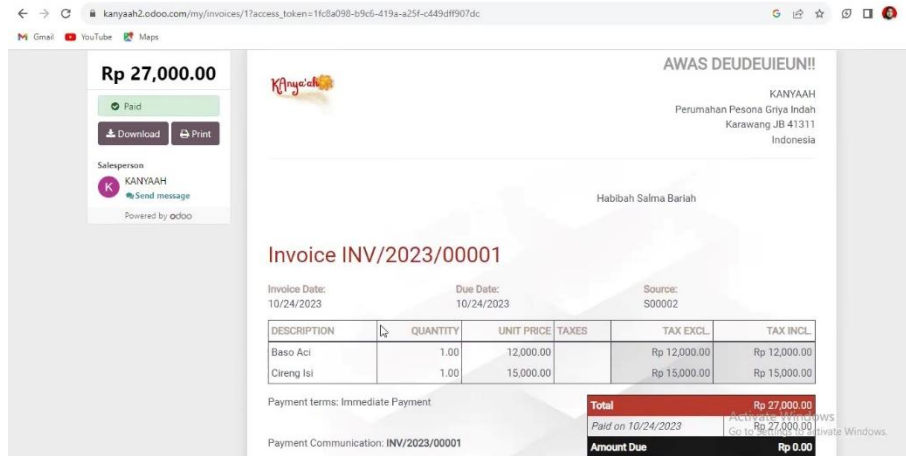 kanyaah2.odoo.com/my/invoices/1?access_token=1fc8a098-b9c6-419a-a25f-c449dff907dc
Gmail YouTube Maps
Rp 27,000.00
Paid
Download Print
Salesperson
K KANYAAH
Send message
Powered by odoo
KAnya'ah
AWAS DEUDEUIEUN!!
KANYAAH
Perumahan Pesona Griya Indah
Karawang JB 41311
Indonesia
Habibah Salma Bariah
Invoice INV/2023/00001
Invoice Date: Due Date: Source:
10/24/2023 10/24/2023 S00002
DESCRIPTION QUANTITY UNIT PRICE TAXES TAX EXCL. TAX INCL.
Baso Aci 1.00 12,000.00 Rp 12,000.00 Rp 12,000.00
Cireng Isi 1.00 15,000.00 Rp 15,000.00 Rp 15,000.00
Payment terms: Immediate Payment
Total Rp 27,000.00
Paid on 10/24/2023 Rp 27,000.00
Payment Communication: INV/2023/00001
Amount Due Rp 0.00
Activate Windows
Go to Settings to activate Windows.